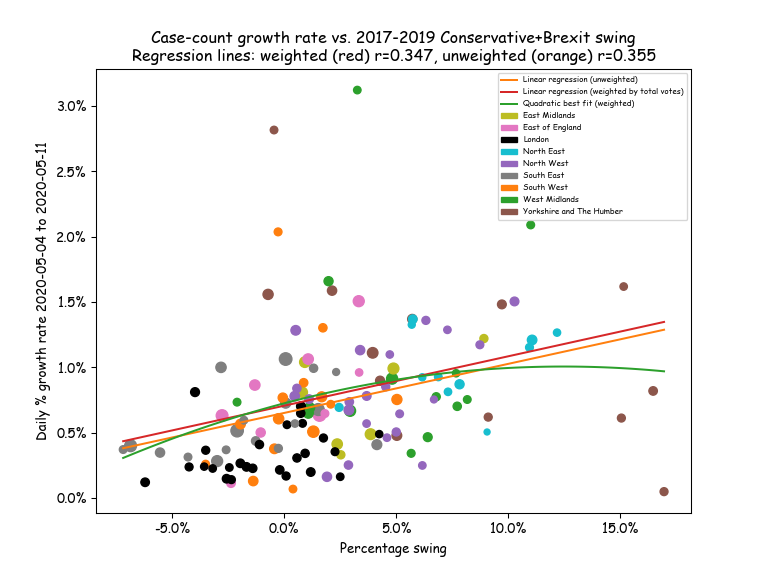 Case-count growth rate vs. 2017-2019 Conservative+Brexit swing
Regression lines: weighted (red) r=0.347, unweighted (orange) r=0.355
Linear regression (unweighted)
Linear regression (weighted by total votes)
Quadratic best fit (weighted)
East Midlands
East of England
London
North East
North West
South East
South West
West Midlands
Yorkshire and The Humber
Daily % growth rate 2020-05-04 to 2020-05-11
3.0%
2.5%
2.0%
1.5%
1.0%
0.5%
0.0%
-5.0% 0.0% 5.0% 10.0% 15.0%
Percentage swing